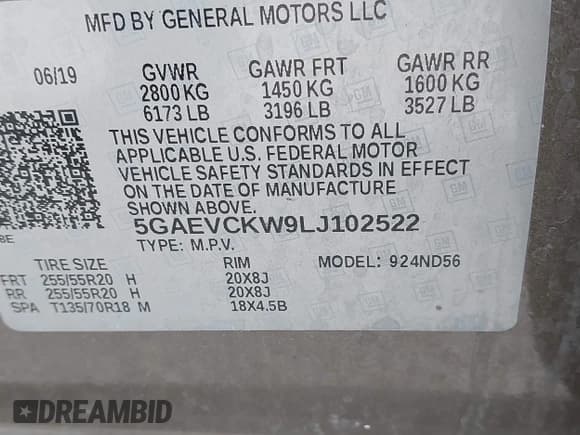 MFD BY GENERAL MOTORS LLC
06/19 GVWR GAWR FRT GAWR RR
2800 KG 1450 KG 1600 KG
6173 LB 3196 LB 3527 LB
THIS VEHICLE CONFORMS TO ALL
APPLICABLE U.S. FEDERAL MOTOR
VEHICLE SAFETY STANDARDS IN EFFECT
ON THE DATE OF MANUFACTURE
SHOWN ABOVE.
5GAEVCKW9LJ102522
TYPE: M.P.V.
TIRE SIZE RIM MODEL: 924ND56
FRT 255/55R20 H 20X8J
RR 255/55R20 H 20X8J
SPA T135/70R18 M 18X4.5B
DREAMBID